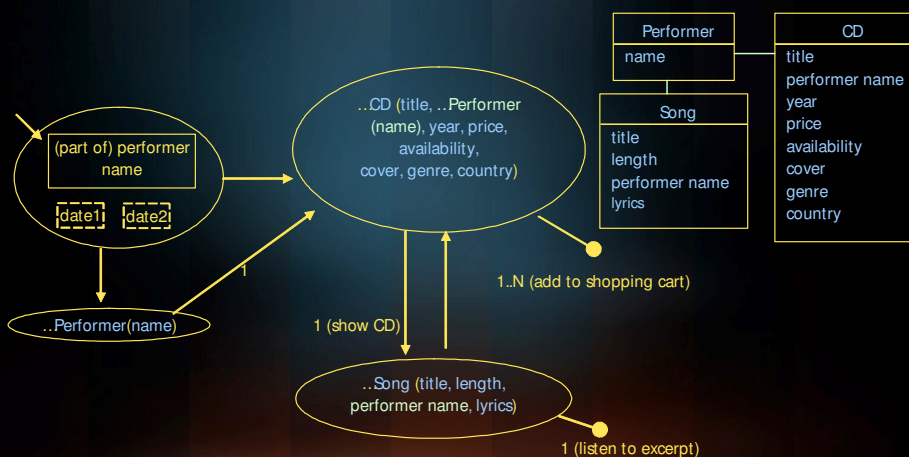 (part of) performer
name
date1 date2
...Performer(name)
1
...CD (title, ...Performer
(name), year, price,
availability,
cover, genre, country)
1 (show CD)
1..N (add to shopping cart)
...Song (title, length,
performer name, lyrics)
1 (listen to excerpt)
Performer
name
Song
title
length
performer name
lyrics
CD
title
performer name
year
price
availability
cover
genre
country